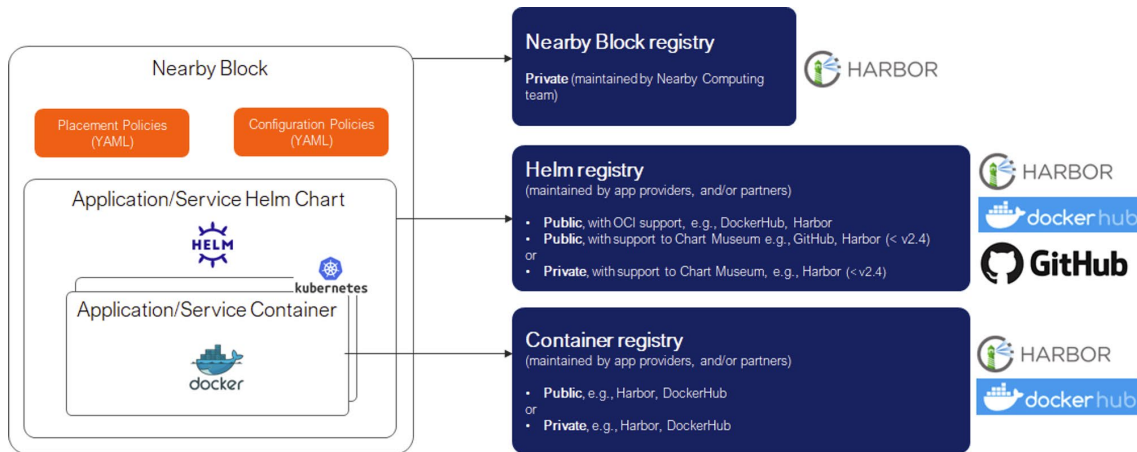 Nearby Block
Placement Policies
(YAML)
Configuration Policies
(YAML)
Application/Service Helm Chart
HELM
kubernetes
Application/Service Container
docker
Nearby Block registry
Private (maintained by Nearby Computing
team)
HARBOR
Helm registry
(maintained by app providers, and/or partners)
• Public, with OCI support, e.g., DockerHub, Harbor
• Public, with support to Chart Museum e.g., GitHub, Harbor (< v2.4)
or
• Private, with support to Chart Museum, e.g., Harbor (< v2.4)
HARBOR
docker hub
GitHub
Container registry
(maintained by app providers, and/or partners)
• Public, e.g., Harbor, DockerHub
or
• Private, e.g., Harbor, DockerHub
HARBOR
docker hub